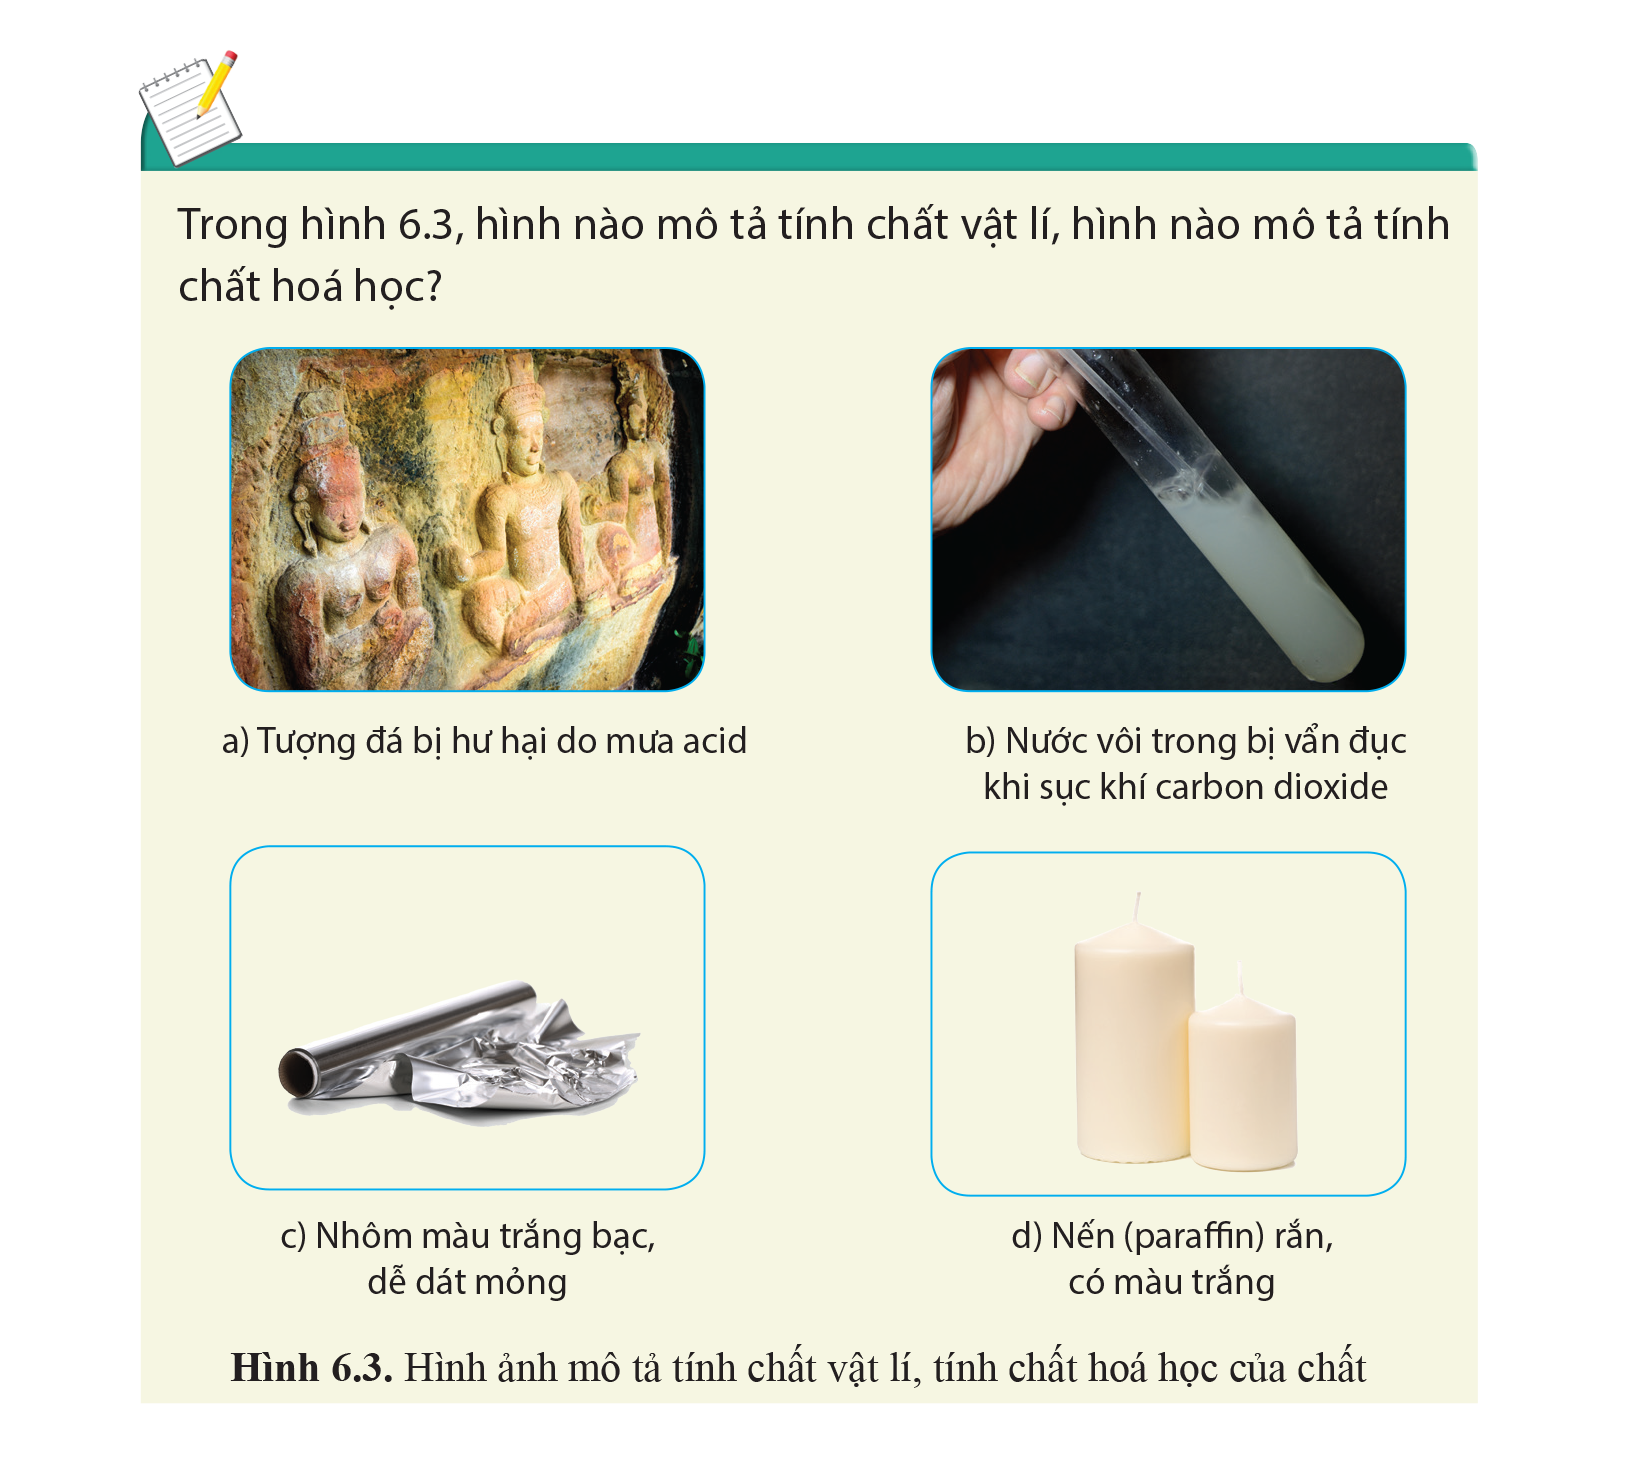 Trong hình 6.3, hình nào mô tả tính chất vật lí, hình nào mô tả tính
chất hoá học?
a) Tượng đá bị hư hại do mưa acid
b) Nước vôi trong bị vẩn đục
khi sục khí carbon dioxide
c) Nhôm màu trắng bạc,
dễ dát mỏng
d) Nến (paraffin) rắn,
có màu trắng
Hình 6.3. Hình ảnh mô tả tính chất vật lí, tính chất hoá học của chất